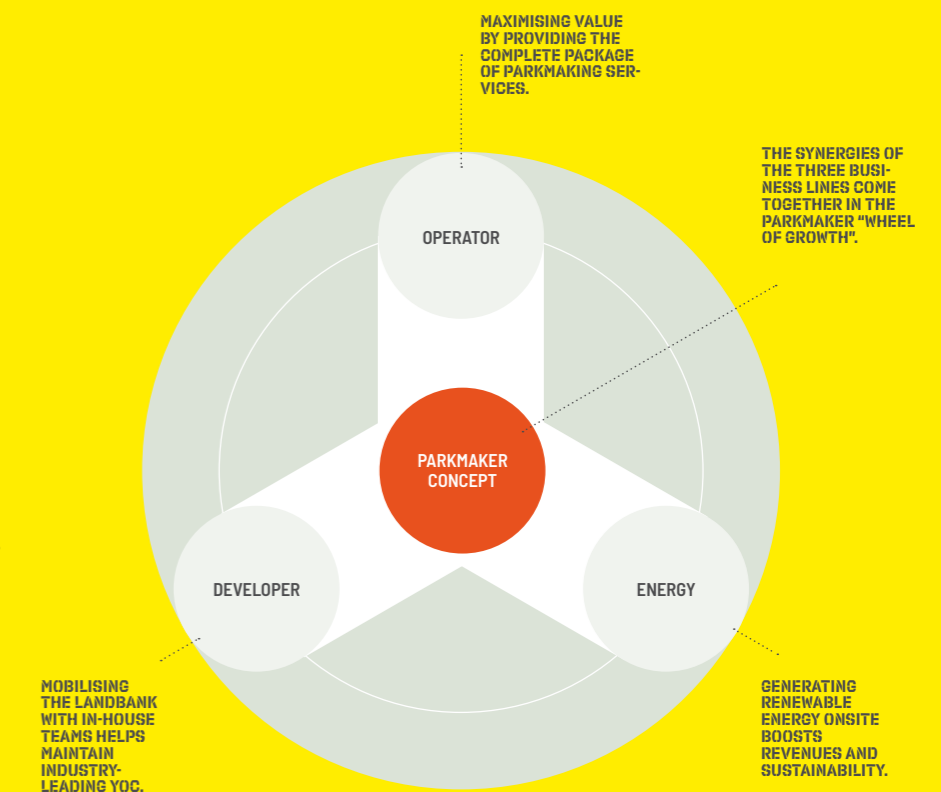 MAXIMISING VALUE
BY PROVIDING THE
COMPLETE PACKAGE
OF PARKMAKING SER-
VICES.
THE SYNERGIES OF
THE THREE BUSI-
NESS LINES COME
TOGETHER IN THE
PARKMAKER "WHEEL
OF GROWTH".
OPERATOR
PARKMAKER
CONCEPT
DEVELOPER
ENERGY
MOBILISING
THE LANDBANK
WITH IN-HOUSE
TEAMS HELPS
MAINTAIN
INDUSTRY-
LEADING YOC.
GENERATING
RENEWABLE
ENERGY ONSITE
BOOSTS
REVENUES AND
SUSTAINABILITY.